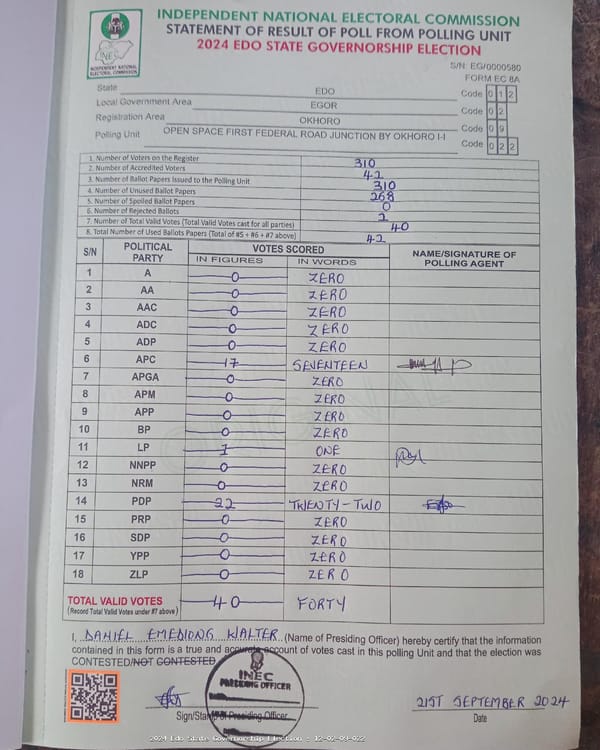 INDEPENDENT NATIONAL ELECTORAL COMMISSION
STATEMENT OF RESULT OF POLL FROM POLLING UNIT
2024 EDO STATE GOVERNORSHIP ELECTION
INEC
INDEPENDENT NATIONAL
ELECTORAL COMMISSION
S/N: EG/0000580
FORM EC 8A
State EDO Code 0 1 2
Local Government Area EGOR Code 0 2
Registration Area OKHORO Code 0 9
Polling Unit OPEN SPACE FIRST FEDERAL ROAD JUNCTION BY OKHORO I-I Code 0 2 2
1. Number of Voters on the Register 310
2. Number of Accredited Voters 42
3. Number of Ballot Papers Issued to the Polling Unit 310
4. Number of Unused Ballot Papers 268
5. Number of Spoiled Ballot Papers 0
6. Number of Rejected Ballots 2
7. Number of Total Valid Votes (Total Valid Votes cast for all parties) 40
8. Total Number of Used Ballots Papers (Total of #5 + #6 + #7 above) 42
S/N POLITICAL PARTY VOTES SCORED NAME/SIGNATURE OF POLLING AGENT
IN FIGURES IN WORDS
1 A 0 ZERO
2 AA 0 ZERO
3 AAC 0 ZERO
4 ADC 0 ZERO
5 ADP 0 ZERO
6 APC 17 SEVENTEEN
7 APGA 0 ZERO
8 APM 0 ZERO
9 APP 0 ZERO
10 BP 0 ZERO
11 LP 1 ONE
12 NNPP 0 ZERO
13 NRM 0 ZERO
14 PDP 22 TWENTY-TWO
15 PRP 0 ZERO
16 SDP 0 ZERO
17 YPP 0 ZERO
18 ZLP 0 ZERO
TOTAL VALID VOTES 40 FORTY
(Record Total Valid Votes under #7 above)
ORIGINAL
I, DANIEL EMEDIONG WALTER (Name of Presiding Officer) hereby certify that the information
contained in this form is a true and accurate account of votes cast in this polling Unit and that the election was
CONTESTED/NOT CONTESTED
INEC
PRESIDING OFFICER
21ST SEPTEMBER 2024
Sign/Stamp of Presiding Officer Date
2024 Edo State Governorship Election - 12-02-09-022